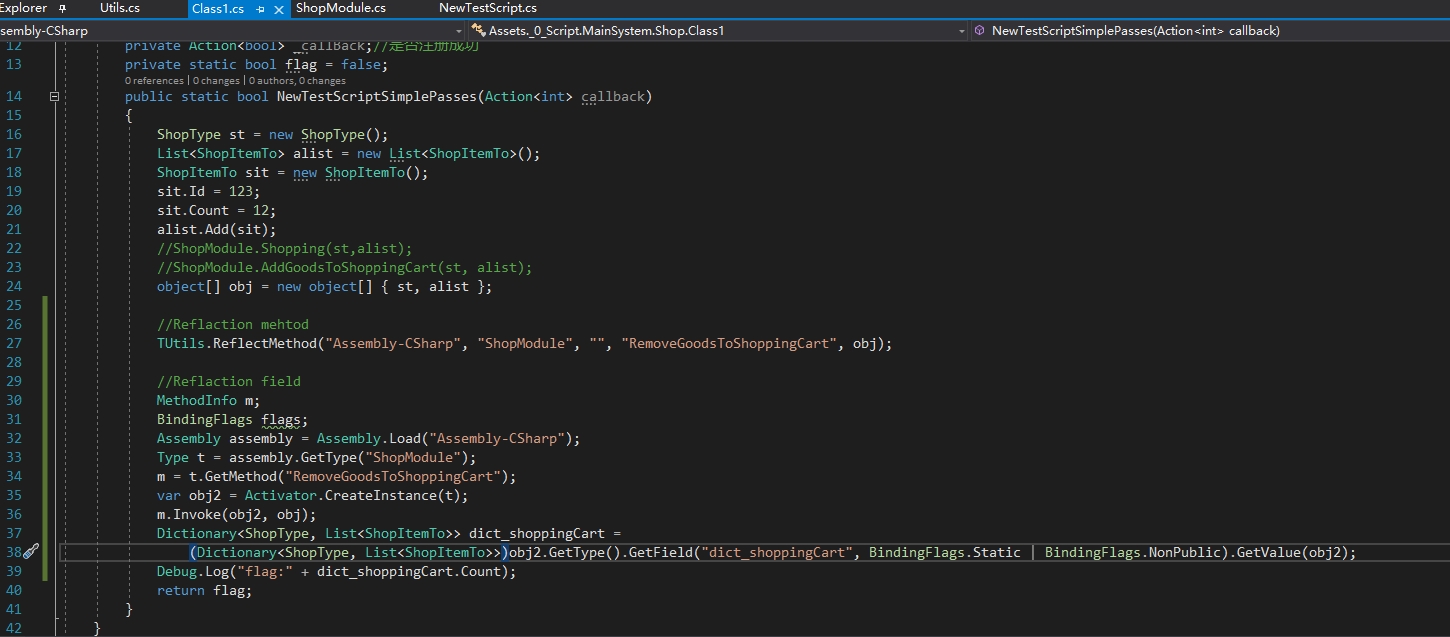 Explorer Utils.cs Class1.cs ShopModule.cs NewTestScript.cs
sembly-CSharp Assets._0_Script.MainSystem.Shop.Class1 NewTestScriptSimplePasses(Action<int> callback)
12 private Action<bool> _callback;//是否注册成功
13 private static bool flag = false;
0 references | 0 changes | 0 authors, 0 changes
14 public static bool NewTestScriptSimplePasses(Action<int> callback)
15 {
16 ShopType st = new ShopType();
17 List<ShopItemTo> alist = new List<ShopItemTo>();
18 ShopItemTo sit = new ShopItemTo();
19 sit.Id = 123;
20 sit.Count = 12;
21 alist.Add(sit);
22 //ShopModule.Shopping(st,alist);
23 //ShopModule.AddGoodsToShoppingCart(st, alist);
24 object[] obj = new object[] { st, alist };
25
26 //Reflaction mehtod
27 TUtils.ReflectMethod("Assembly-CSharp", "ShopModule", "", "RemoveGoodsToShoppingCart", obj);
28
29 //Reflaction field
30 MethodInfo m;
31 BindingFlags flags;
32 Assembly assembly = Assembly.Load("Assembly-CSharp");
33 Type t = assembly.GetType("ShopModule");
34 m = t.GetMethod("RemoveGoodsToShoppingCart");
35 var obj2 = Activator.CreateInstance(t);
36 m.Invoke(obj2, obj);
37 Dictionary<ShopType, List<ShopItemTo>> dict_shoppingCart =
38 (Dictionary<ShopType, List<ShopItemTo>>)obj2.GetType().GetField("dict_shoppingCart", BindingFlags.Static | BindingFlags.NonPublic).GetValue(obj2);
39 Debug.Log("flag:" + dict_shoppingCart.Count);
40 return flag;
41 }
42 }